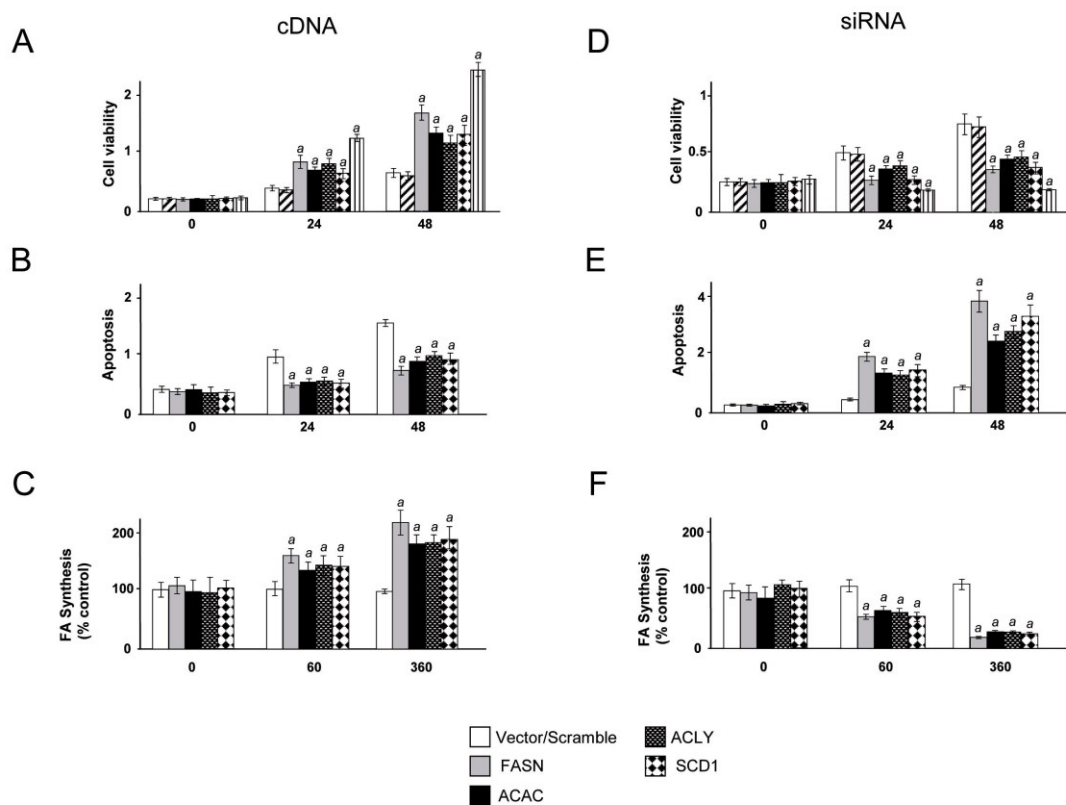 cDNA
A
Cell viability
2
1
0
a a a a a
a a a a a
0 24 48
B
Apoptosis
2
1
0
a a a a
a a a a
0 24 48
C
FA Synthesis
(% control)
200
100
0
a a a a
a a a a
0 60 360
siRNA
D
Cell viability
1
0.5
0
a a a a a
a a a a a
0 24 48
E
Apoptosis
4
2
0
a a a a
a a a a
0 24 48
F
FA Synthesis
(% control)
200
100
0
a a a a
a a a a
0 60 360
Vector/Scramble
FASN
ACAC
ACLY
SCD1